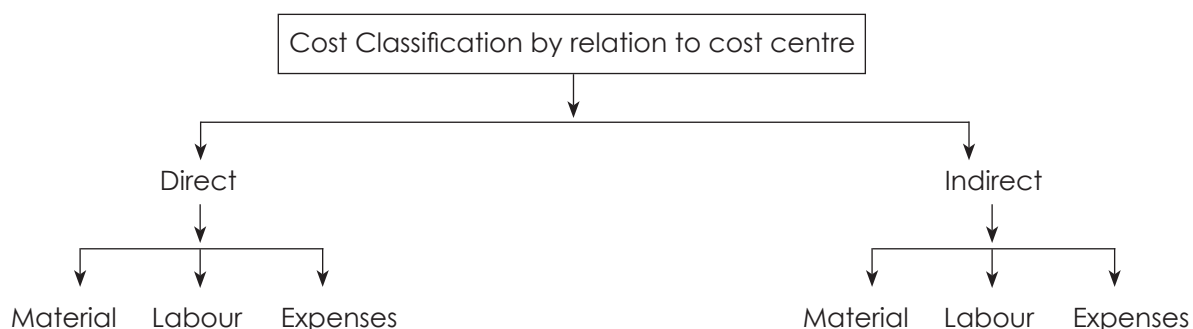 Cost Classification by relation to cost centre
Direct Indirect
Material Labour Expenses Material Labour Expenses